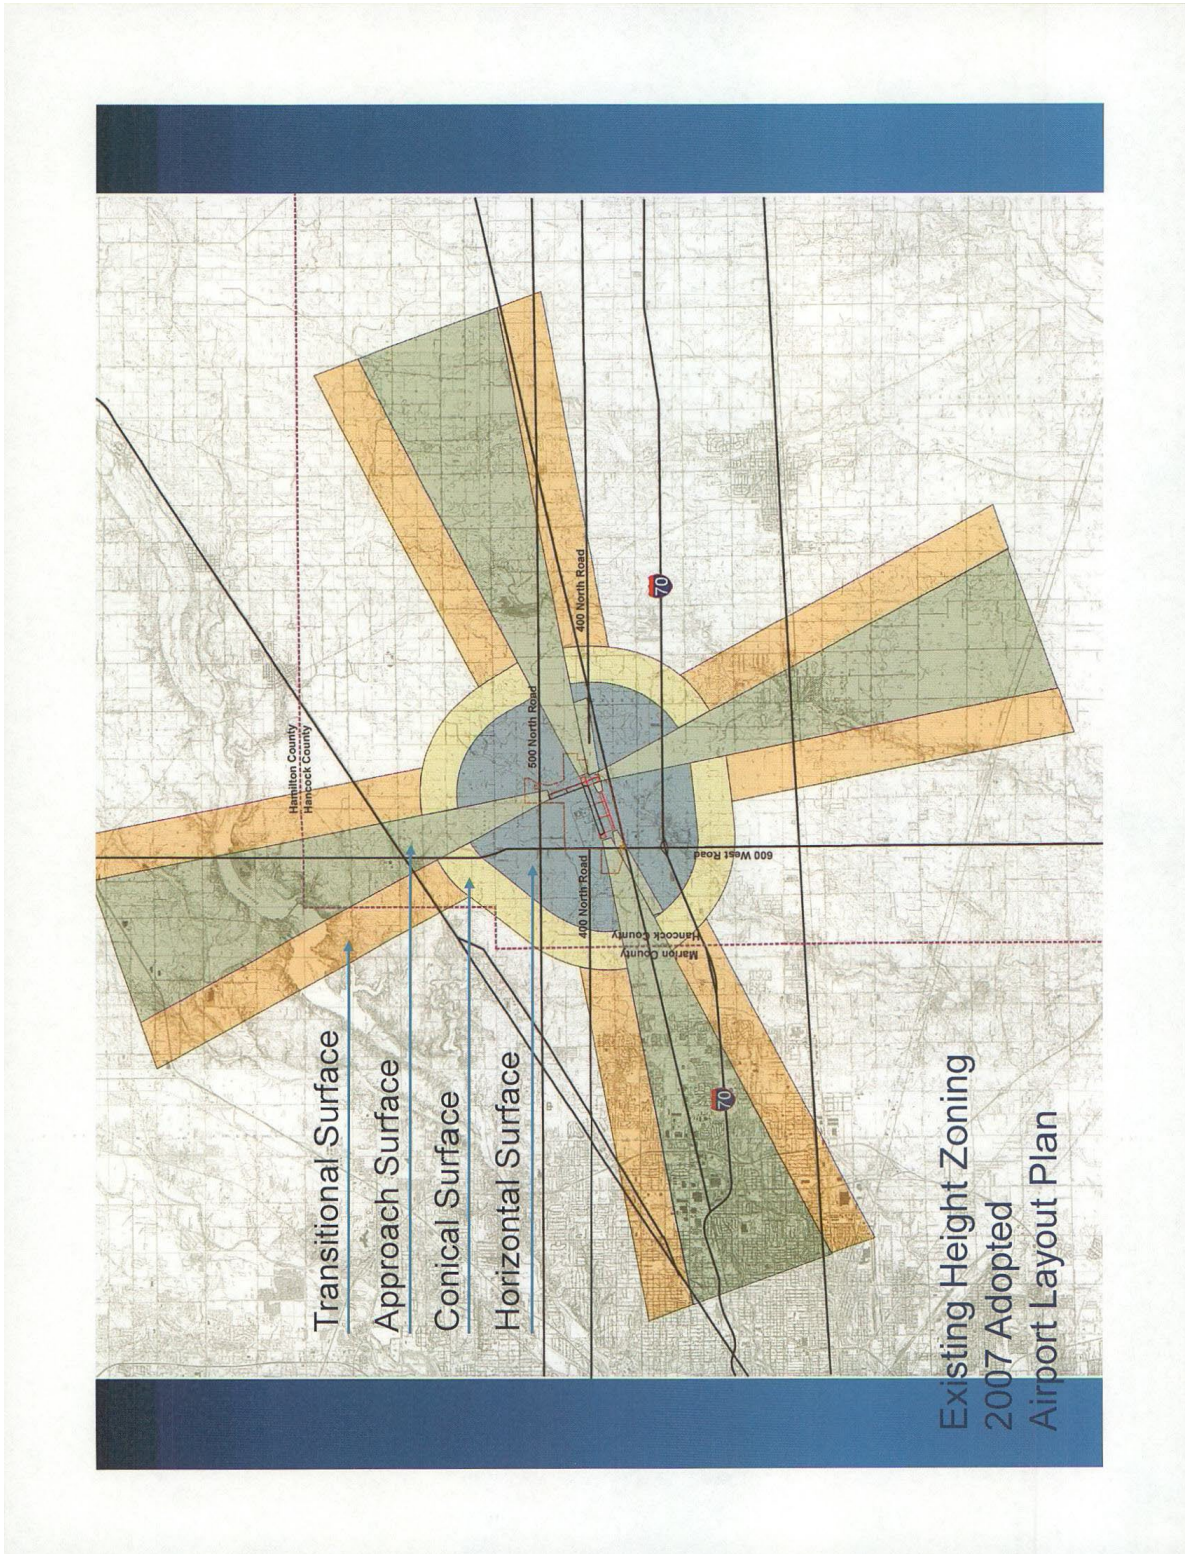 Transitional Surface
Approach Surface
Conical Surface
Horizontal Surface
Hamilton County
Hancock County
500 North Road
400 North Road
70
400 North Road
600 West Road
Hancock County
Marion County
70
Existing Height Zoning
2007 Adopted
Airport Layout Plan